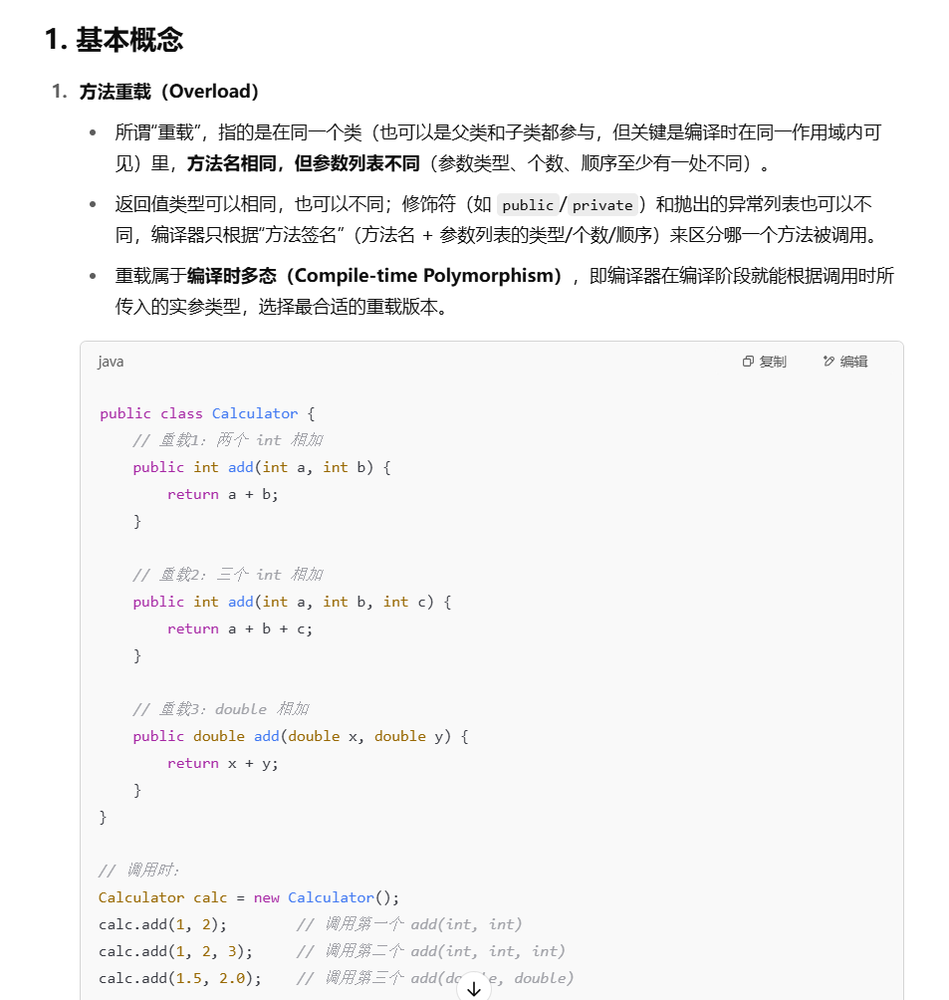 1. 基本概念
1. 方法重载（Overload）
• 所谓“重载”，指的是在同一个类（也可以是父类和子类都参与，但关键是编译时在同一作用域内可
见）里，方法名相同，但参数列表不同（参数类型、个数、顺序至少有一处不同）。
• 返回值类型可以相同，也可以不同；修饰符（如 public/private）和抛出的异常列表也可以不
同，编译器只根据“方法签名”（方法名 + 参数列表的类型/个数/顺序）来区分哪一个方法被调用。
• 重载属于编译时多态（Compile-time Polymorphism），即编译器在编译阶段就能根据调用时所
传入的实参类型，选择最合适的重载版本。
java 复制 编辑
public class Calculator {
    // 重载1：两个 int 相加
    public int add(int a, int b) {
        return a + b;
    }
    // 重载2：三个 int 相加
    public int add(int a, int b, int c) {
        return a + b + c;
    }
    // 重载3：double 相加
    public double add(double x, double y) {
        return x + y;
    }
}
// 调用时：
Calculator calc = new Calculator();
calc.add(1, 2);        // 调用第一个 add(int, int)
calc.add(1, 2, 3);     // 调用第二个 add(int, int, int)
calc.add(1.5, 2.0);    // 调用第三个 add( double)